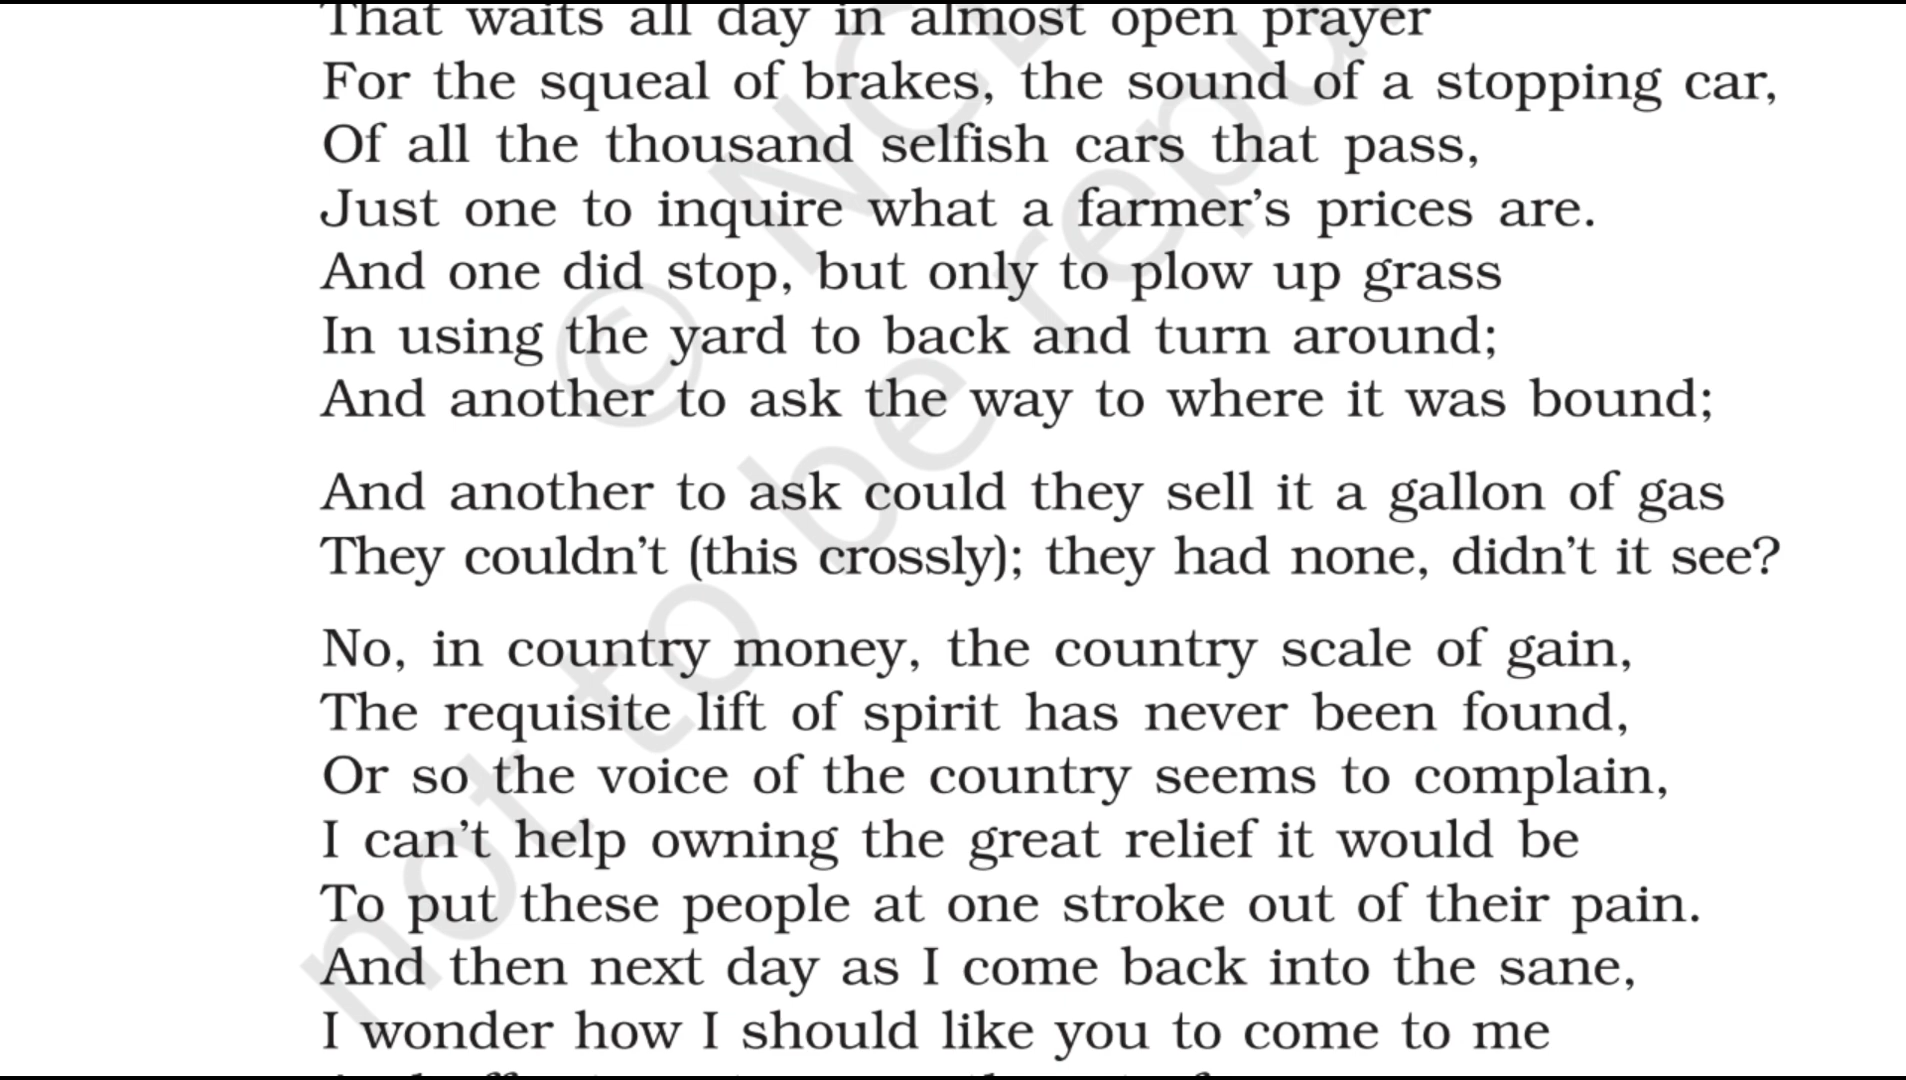 That waits all day in almost open prayer
For the squeal of brakes, the sound of a stopping car,
Of all the thousand selfish cars that pass,
Just one to inquire what a farmer’s prices are.
And one did stop, but only to plow up grass
In using the yard to back and turn around;
And another to ask the way to where it was bound;
And another to ask could they sell it a gallon of gas
They couldn’t (this crossly); they had none, didn’t it see?
No, in country money, the country scale of gain,
The requisite lift of spirit has never been found,
Or so the voice of the country seems to complain,
I can’t help owning the great relief it would be
To put these people at one stroke out of their pain.
And then next day as I come back into the sane,
I wonder how I should like you to come to me
© NCE
not to be repu